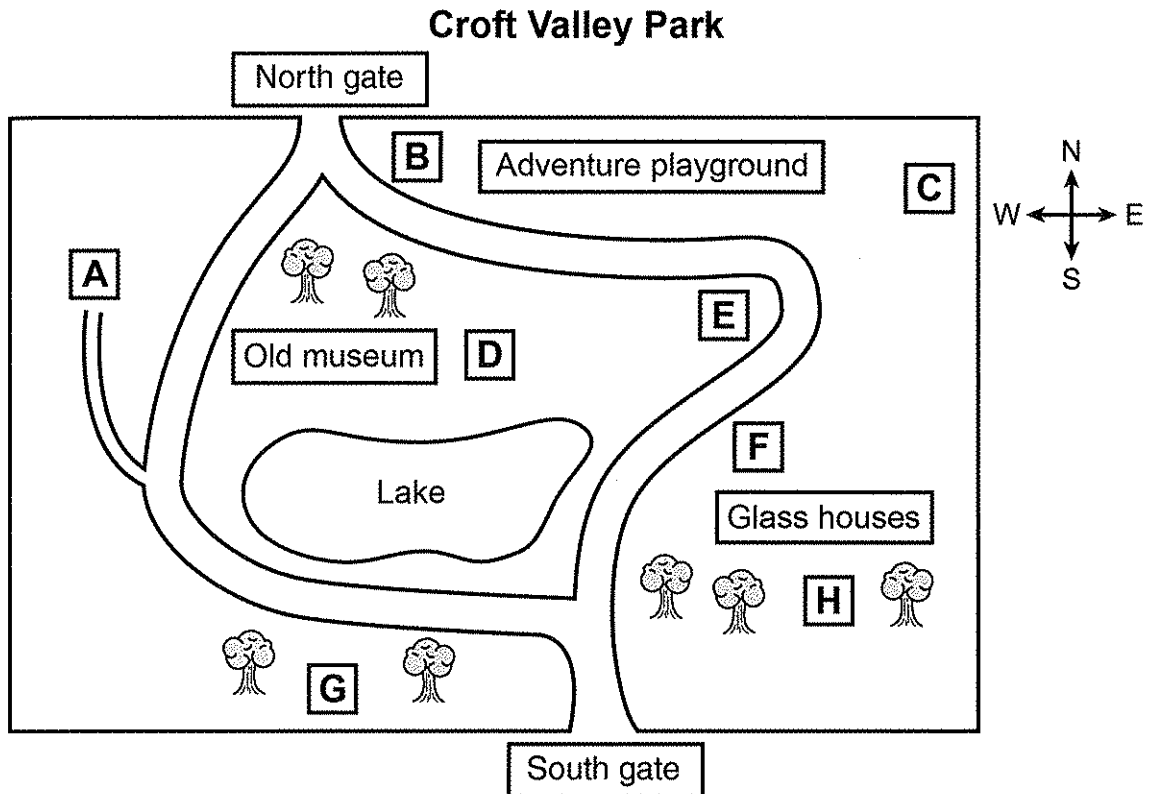 Croft Valley Park
North gate
B
Adventure playground
C
N
W E
S
A
E
Old museum
D
F
Lake
Glass houses
H
G
South gate